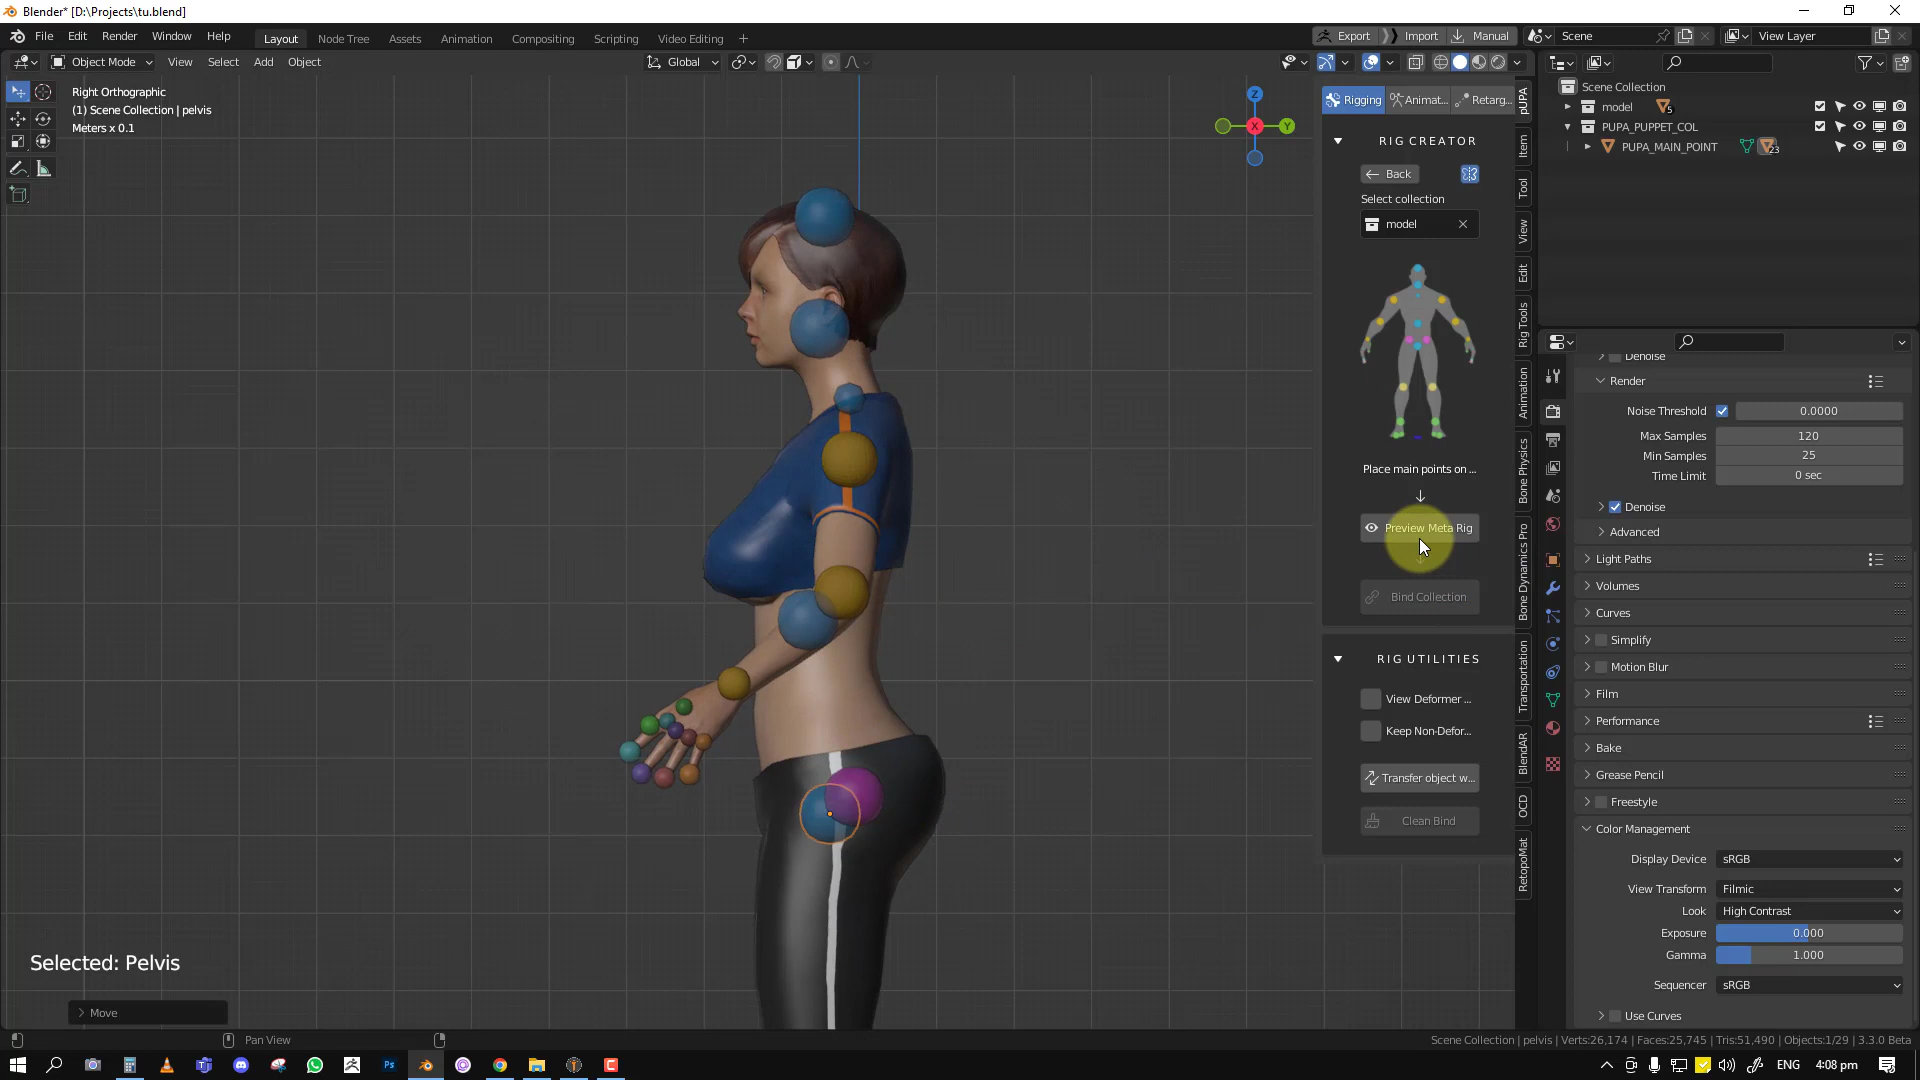 Blender* [D:\Projects\tu.blend]
File Edit Render Window Help
Layout Node Tree Assets Animation Compositing Scripting Video Editing +
Export Import Manual Scene View Layer
Object Mode View Select Add Object Global
Right Orthographic
(1) Scene Collection | pelvis
Meters x 0.1
Z
X
Y
Rigging Animat... Retarg...
RIG CREATOR
Back
Select collection
model
Place main points on ...
Preview Meta Rig
Bind Collection
RIG UTILITIES
View Deformer ...
Keep Non-Defor...
Transfer object w...
Clean Bind
pUPA
Item
Tool
View
Edit
Rig Tools
Animation
Bone Physics
Bone Dynamics Pro
Transportation
BlendAR
OCD
RetopoMat
Scene Collection
model 5
PUPA_PUPPET_COL
PUPA_MAIN_POINT 23
Denoise
Render
Noise Threshold 0.0000
Max Samples 120
Min Samples 25
Time Limit 0 sec
Denoise
Advanced
Light Paths
Volumes
Curves
Simplify
Motion Blur
Film
Performance
Bake
Grease Pencil
Freestyle
Color Management
Display Device sRGB
View Transform Filmic
Look High Contrast
Exposure 0.000
Gamma 1.000
Sequencer sRGB
Use Curves
Selected: Pelvis
Move
Pan View
Scene Collection | pelvis | Verts:26,174 | Faces:25,745 | Tris:51,490 | Objects:1/29 | 3.3.0 Beta
Ps
ENG 4:08 pm